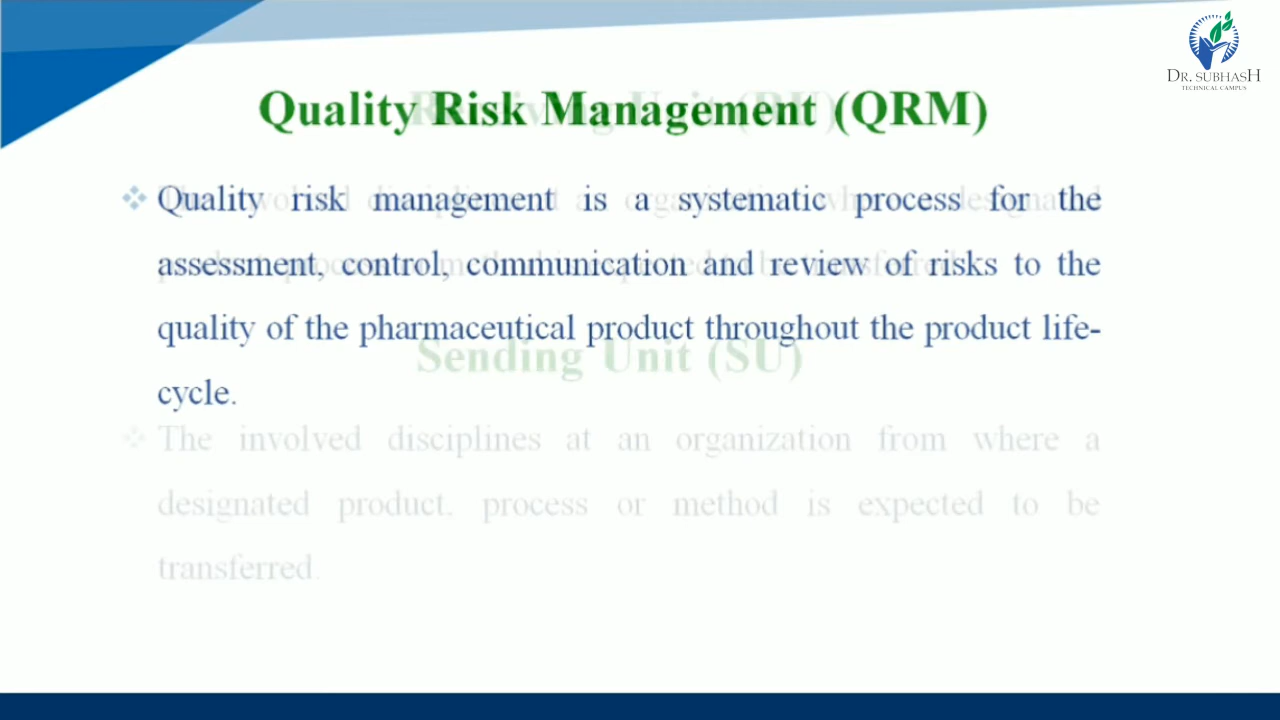 DR. SUBHASH
TECHNICAL CAMPUS
Quality Risk Management (QRM)
Quality risk management is a systematic process for the
assessment, control, communication and review of risks to the
quality of the pharmaceutical product throughout the product life-
cycle.
Sending Unit (SU)
The involved disciplines at an organization from where a
designated product. process or method is expected to be
transferred.